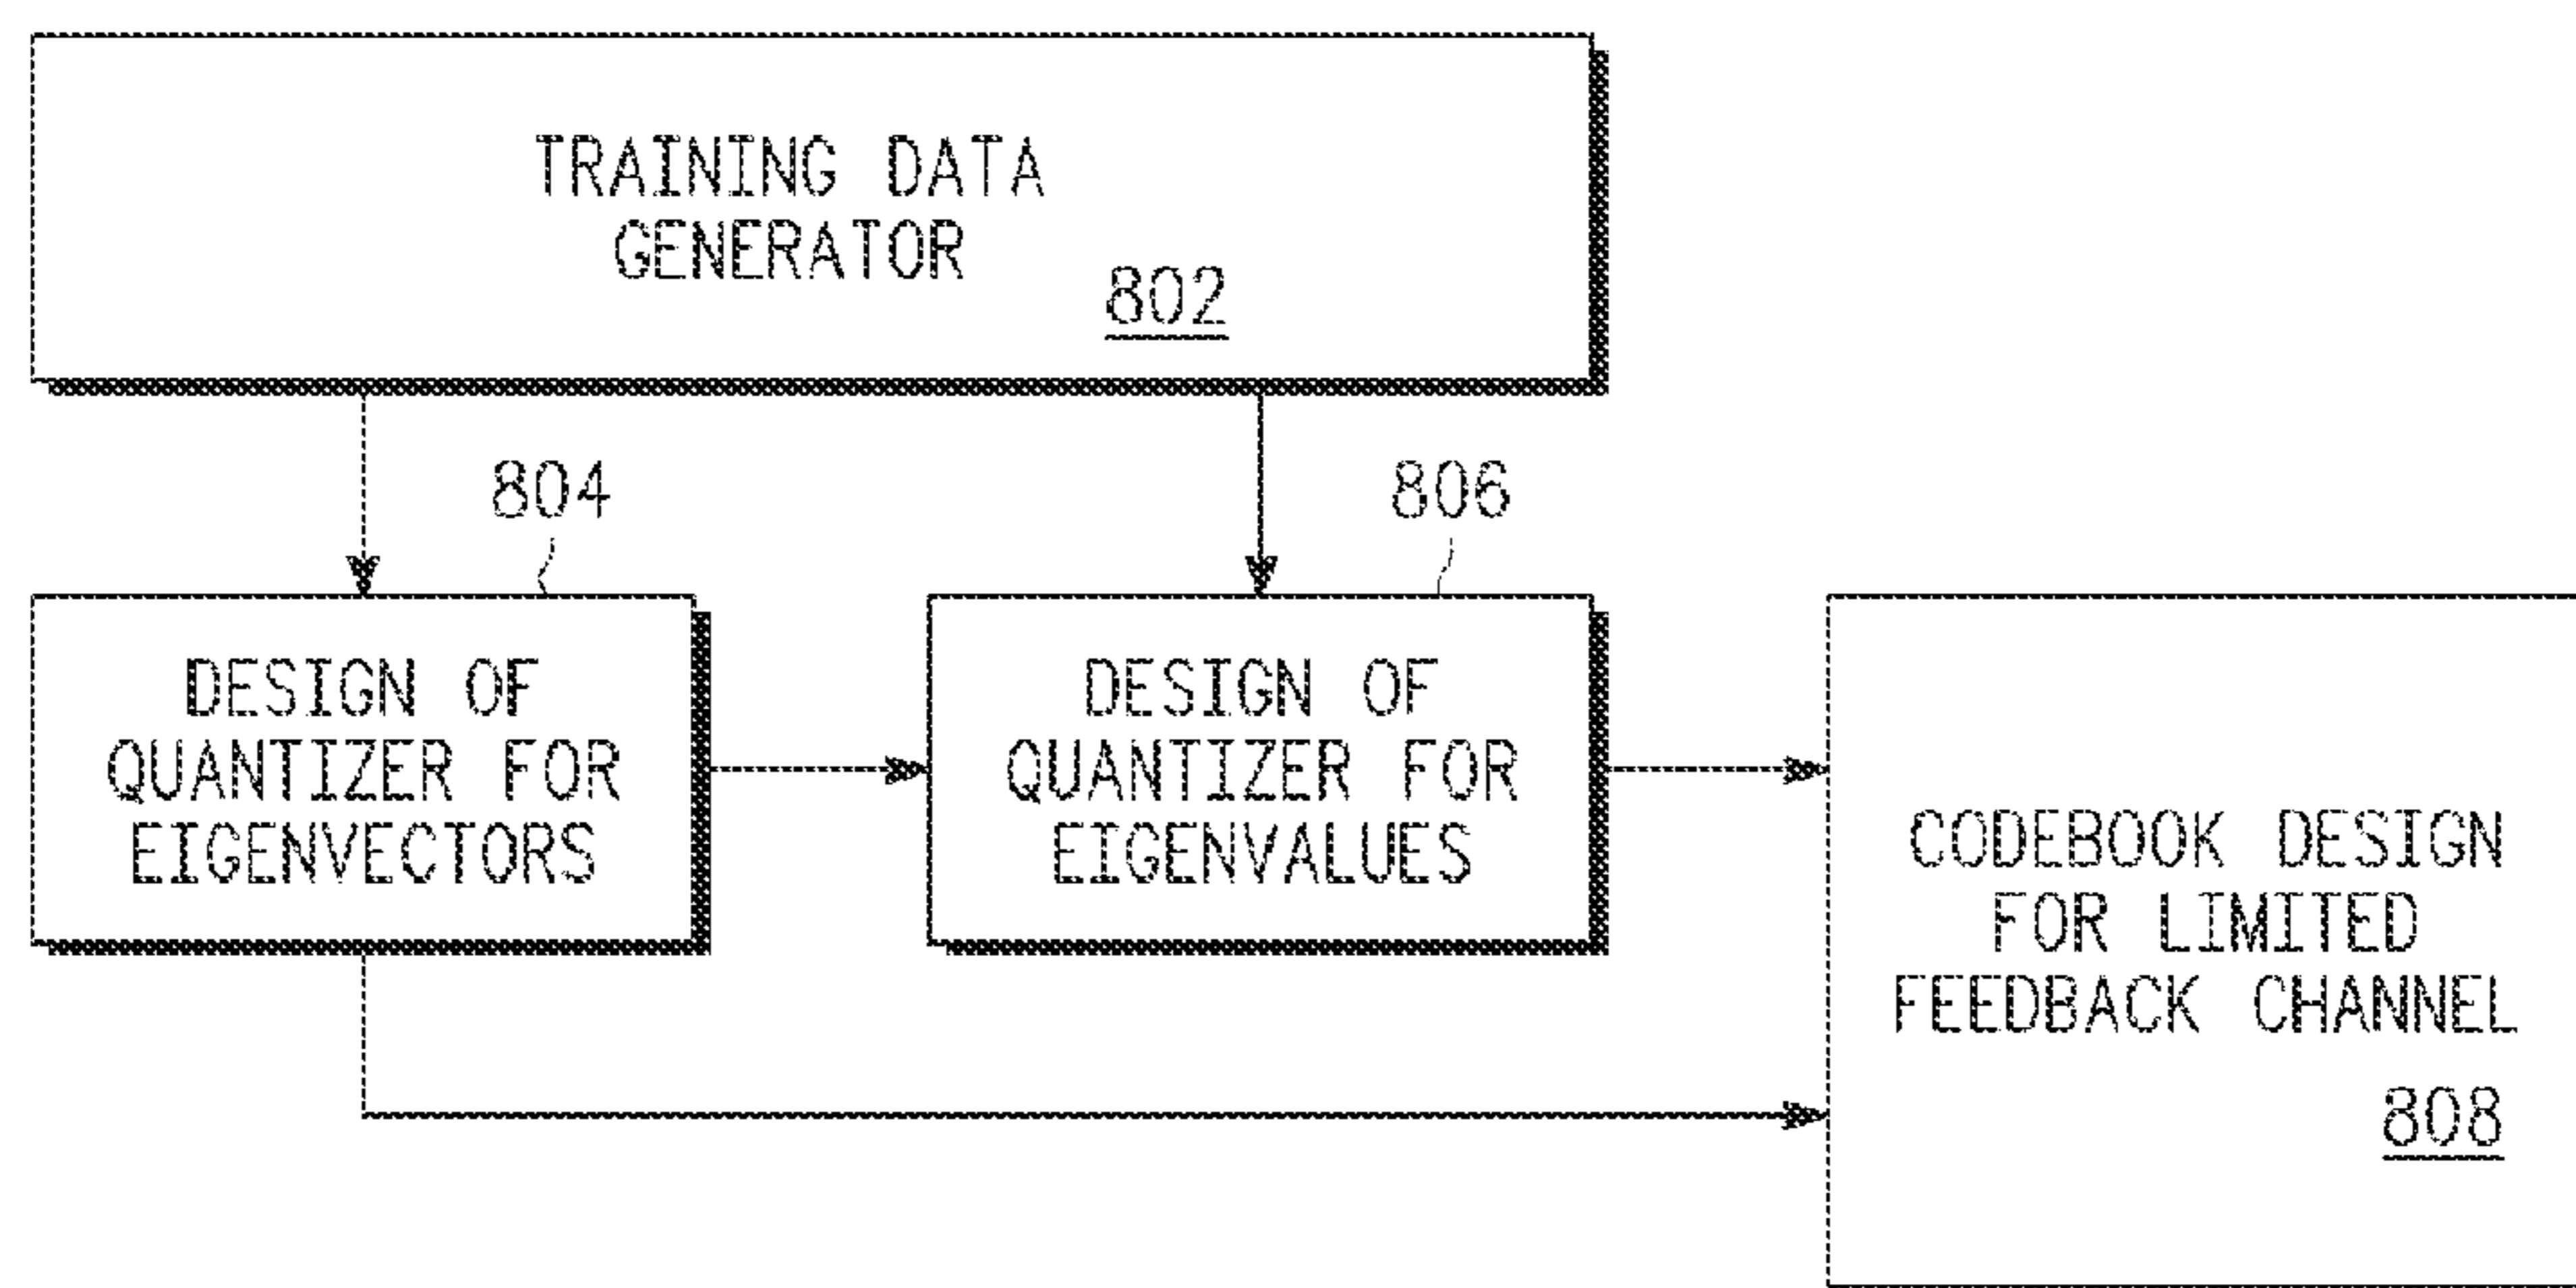 TRAINING DATA
GENERATOR
802
804
806
DESIGN OF
QUANTIZER FOR
EIGENVECTORS
DESIGN OF
QUANTIZER FOR
EIGENVALUES
CODEBOOK DESIGN
FOR LIMITED
FEEDBACK CHANNEL
808